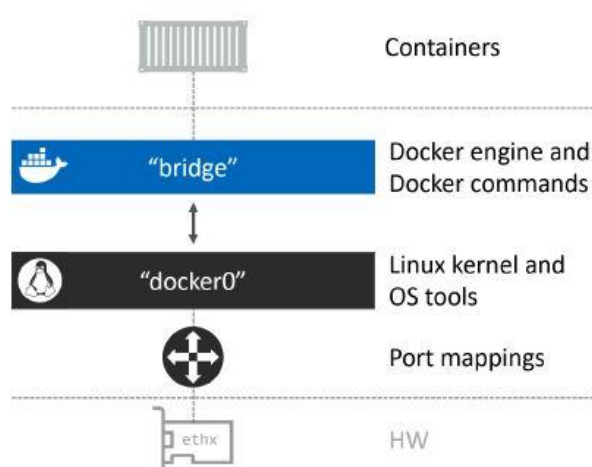 Containers
“bridge”
Docker engine and
Docker commands
“docker0”
Linux kernel and
OS tools
Port mappings
ethx
HW